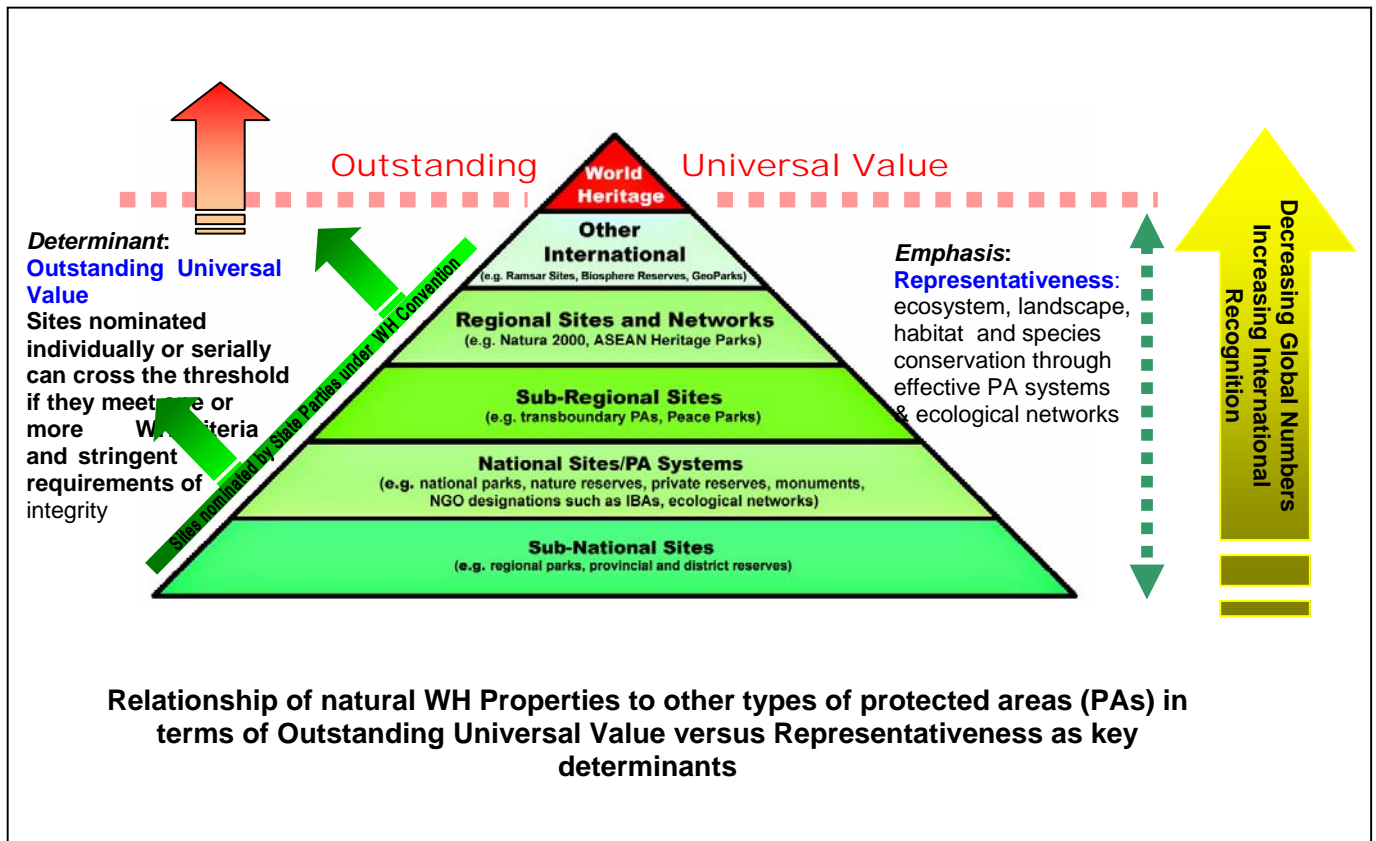 Outstanding Universal Value
World
Heritage
Determinant:
Outstanding Universal
Value
Sites nominated
individually or serially
can cross the threshold
if they meet or
more
and stringent
requirements of
integrity
Sites nominated by State Parties under WH Convention
Other
International
(e.g. Ramsar Sites, Biosphere Reserves, GeoParks)
Regional Sites and Networks
(e.g. Natura 2000, ASEAN Heritage Parks)
Sub-Regional Sites
(e.g. transboundary PAs, Peace Parks)
National Sites/PA Systems
(e.g. national parks, nature reserves, private reserves, monuments,
NGO designations such as IBAs, ecological networks)
Sub-National Sites
(e.g. regional parks, provincial and district reserves)
Emphasis:
Representativeness:
ecosystem, landscape,
habitat and species
conservation through
effective PA systems
& ecological networks
Decreasing Global Numbers
Increasing International
Recognition
Relationship of natural WH Properties to other types of protected areas (PAs) in
terms of Outstanding Universal Value versus Representativeness as key
determinants